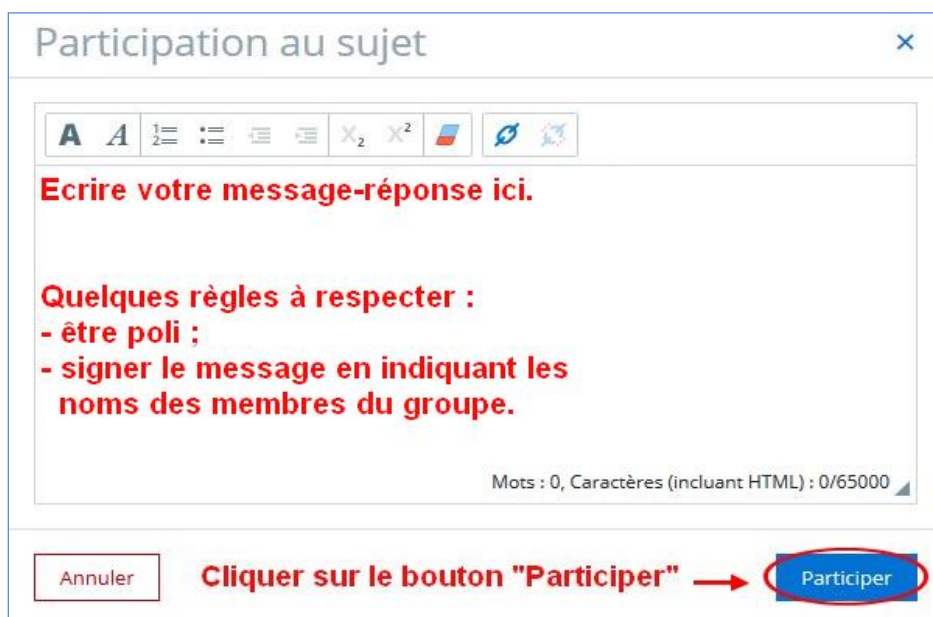 Participation au sujet ×
A A X₂ X²
Ecrire votre message-réponse ici.
Quelques règles à respecter :
- être poli ;
- signer le message en indiquant les
noms des membres du groupe.
Mots : 0, Caractères (incluant HTML) : 0/65000
Annuler Cliquer sur le bouton "Participer" Participer